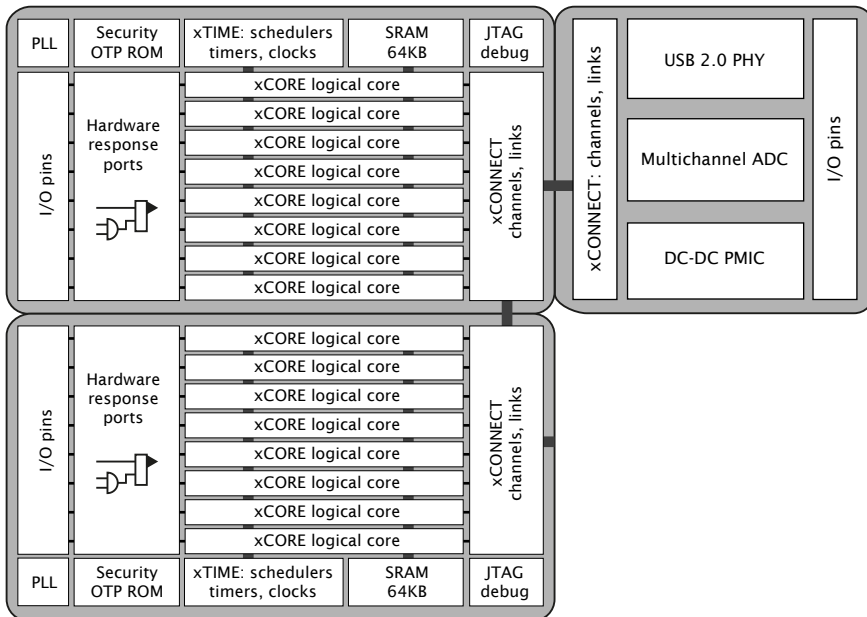 PLL
Security
OTP ROM
xTIME: schedulers
timers, clocks
SRAM
64KB
JTAG
debug
I/O pins
Hardware
response
ports
xCORE logical core
xCORE logical core
xCORE logical core
xCORE logical core
xCORE logical core
xCORE logical core
xCORE logical core
xCORE logical core
xCONNECT
channels, links
xCONNECT: channels, links
USB 2.0 PHY
Multichannel ADC
DC-DC PMIC
I/O pins
I/O pins
Hardware
response
ports
xCORE logical core
xCORE logical core
xCORE logical core
xCORE logical core
xCORE logical core
xCORE logical core
xCORE logical core
xCORE logical core
xCONNECT
channels, links
PLL
Security
OTP ROM
xTIME: schedulers
timers, clocks
SRAM
64KB
JTAG
debug